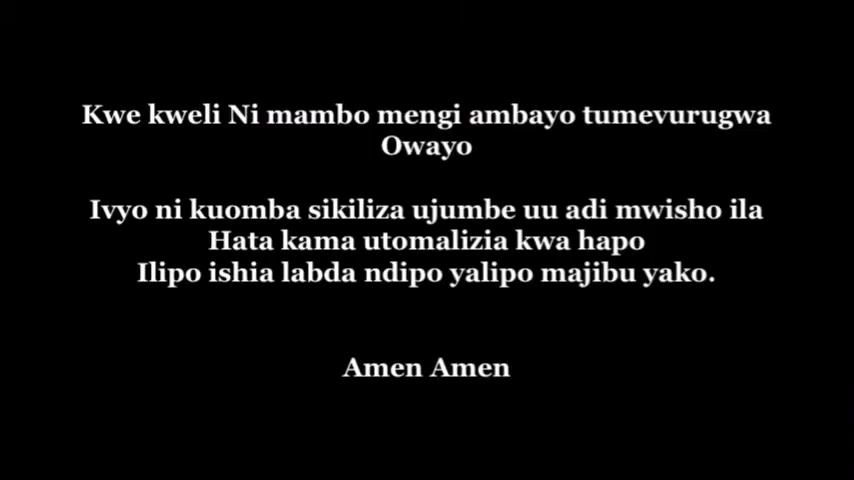 Kwe kweli Ni mambo mengi ambayo tumevurugwa
Owayo
Ivyo ni kuomba sikiliza ujumbe uu adi mwisho ila
Hata kama utomalizia kwa hapo
Ilipo ishia labda ndipo yalipo majibu yako.
Amen Amen